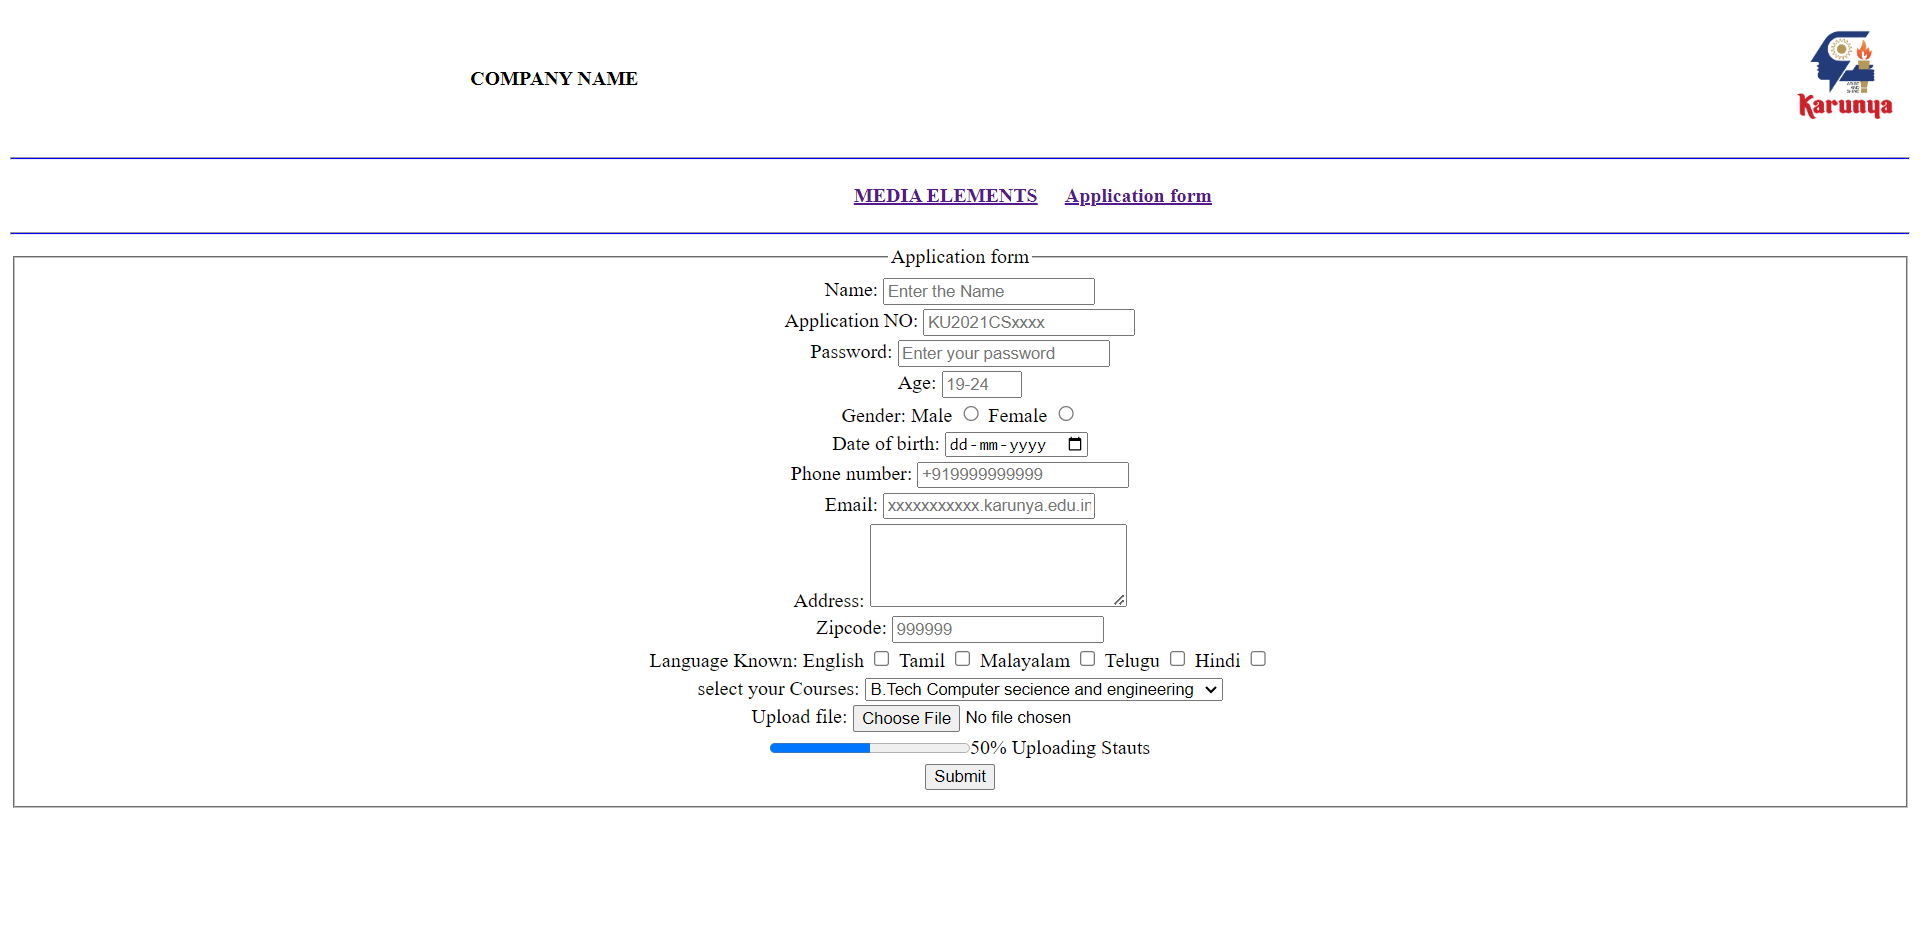 COMPANY NAME
Karunya
MEDIA ELEMENTS Application form
Application form
Name: Enter the Name
Application NO: KU2021CSxxxx
Password: Enter your password
Age: 19-24
Gender: Male Female
Date of birth: dd-mm-yyyy
Phone number: +919999999999
Email: xxxxxxxxxxx.karunya.edu.in
Address:
Zipcode: 999999
Language Known: English Tamil Malayalam Telugu Hindi
select your Courses: B.Tech Computer secience and engineering
Upload file: Choose File No file chosen
50% Uploading Stauts
Submit